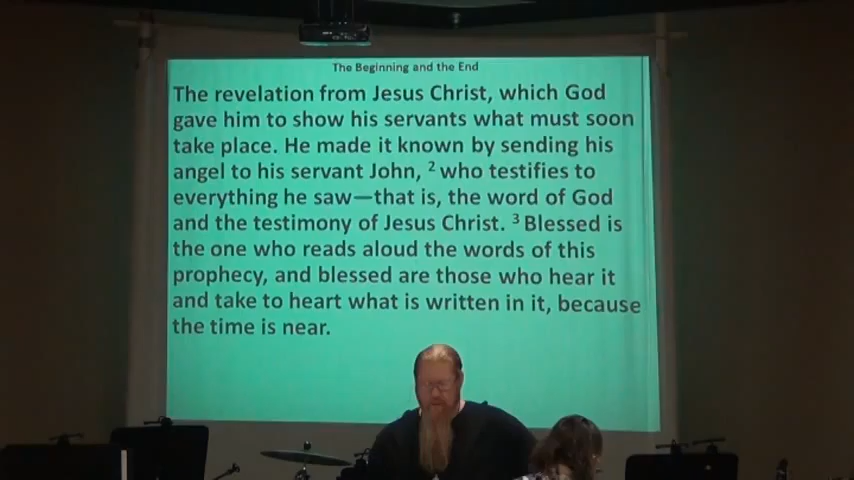 The Beginning and the End
The revelation from Jesus Christ, which God
gave him to show his servants what must soon
take place. He made it known by sending his
angel to his servant John, ² who testifies to
everything he saw—that is, the word of God
and the testimony of Jesus Christ. ³ Blessed is
the one who reads aloud the words of this
prophecy, and blessed are those who hear it
and take to heart what is written in it, because
the time is near.